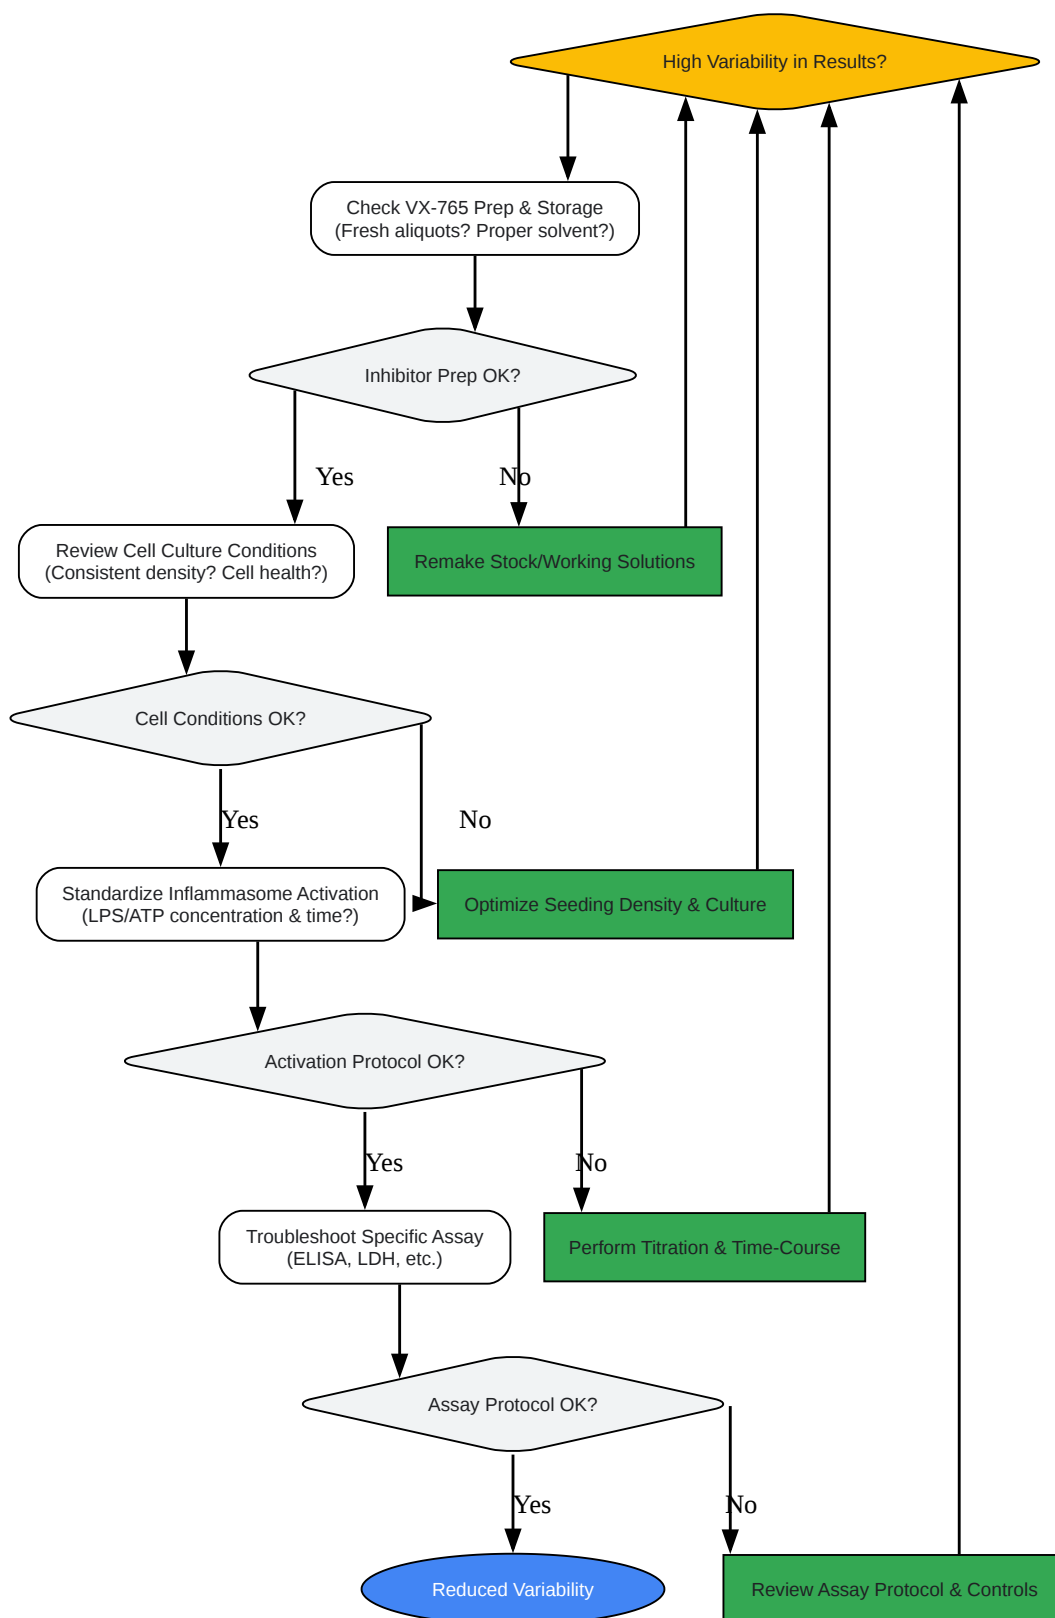 High Variability in Results?
Check VX-765 Prep & Storage
(Fresh aliquots? Proper solvent?)
Inhibitor Prep OK?
Yes
No
Review Cell Culture Conditions
(Consistent density? Cell health?)
Remake Stock/Working Solutions
Cell Conditions OK?
Yes
No
Standardize Inflammasome Activation
(LPS/ATP concentration & time?)
Optimize Seeding Density & Culture
Activation Protocol OK?
Yes
No
Troubleshoot Specific Assay
(ELISA, LDH, etc.)
Perform Titration & Time-Course
Assay Protocol OK?
Yes
No
Reduced Variability
Review Assay Protocol & Controls